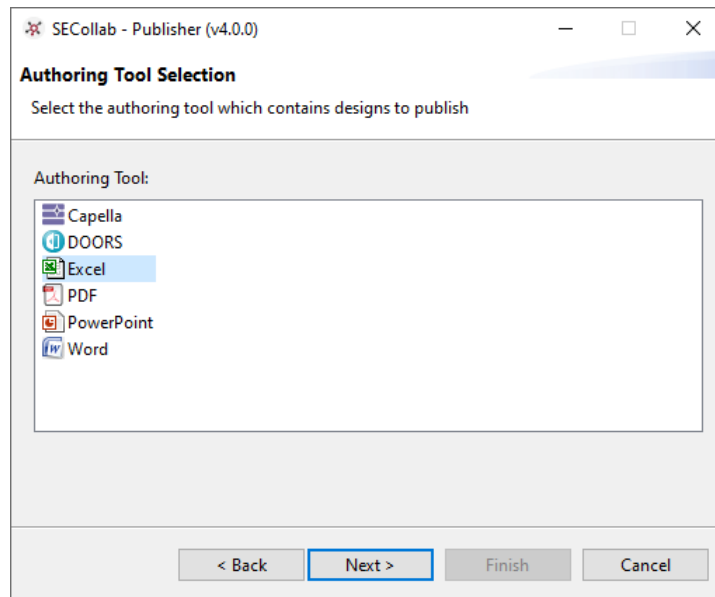 SECollab - Publisher (v4.0.0)
Authoring Tool Selection
Select the authoring tool which contains designs to publish
Authoring Tool:
Capella
DOORS
Excel
PDF
PowerPoint
Word
< Back Next > Finish Cancel